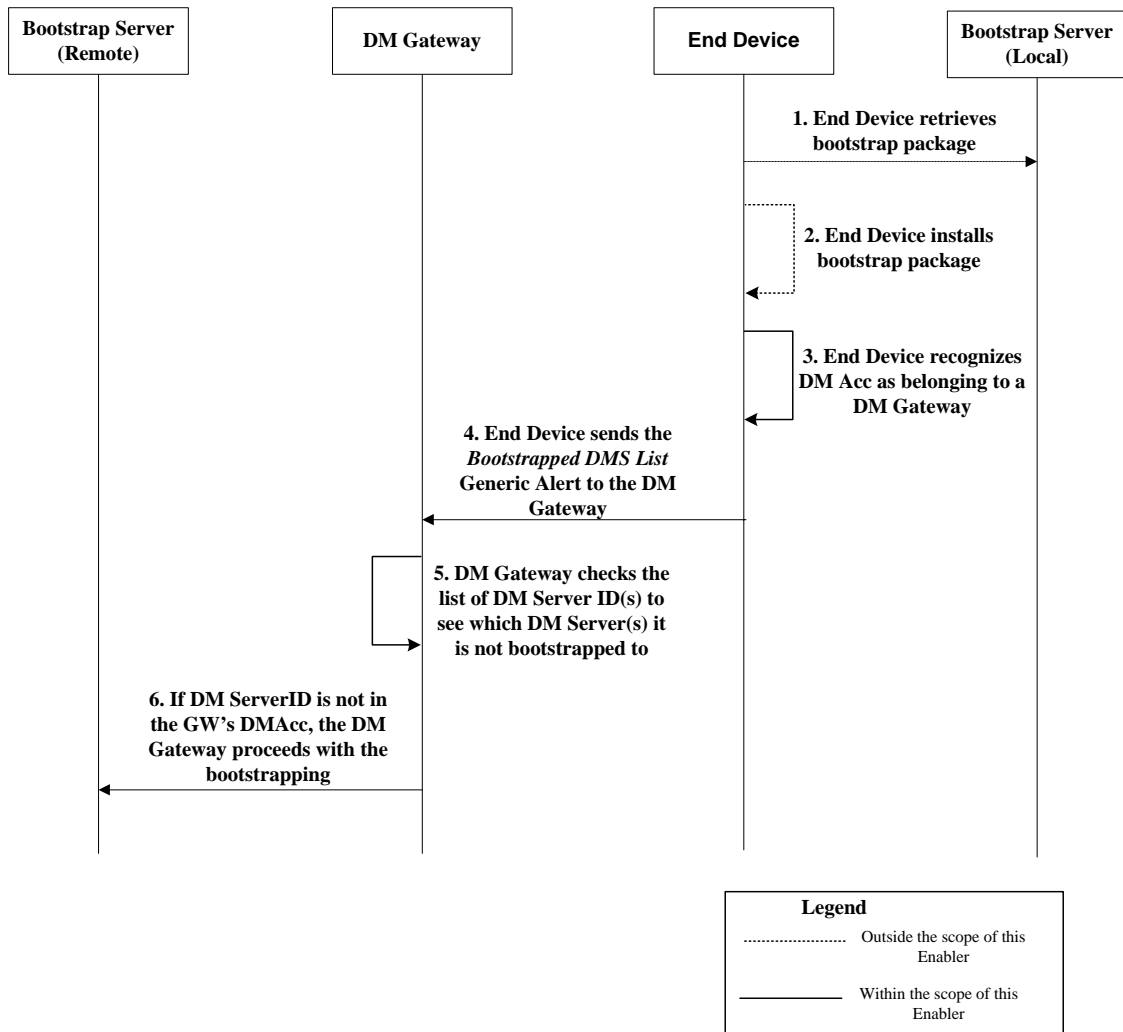 Bootstrap Server
(Remote)
DM Gateway
End Device
Bootstrap Server
(Local)
1. End Device retrieves
bootstrap package
2. End Device installs
bootstrap package
3. End Device recognizes
DM Acc as belonging to a
DM Gateway
4. End Device sends the
Bootstrapped DMS List
Generic Alert to the DM
Gateway
5. DM Gateway checks the
list of DM Server ID(s) to
see which DM Server(s) it
is not bootstrapped to
6. If DM ServerID is not in
the GW's DMAcc, the DM
Gateway proceeds with the
bootstrapping
Legend
Outside the scope of this
Enabler
Within the scope of this
Enabler